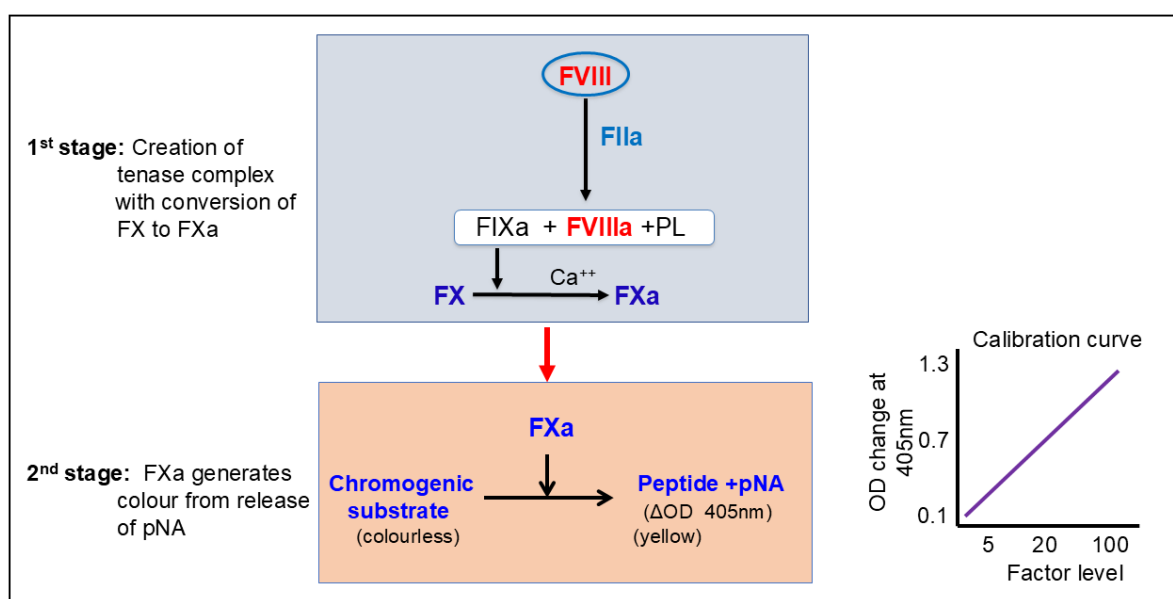 FVIII
FIIa
1st stage: Creation of
tenase complex
with conversion of
FX to FXa
FIXa + FVIIIa +PL
Ca++
FX
FXa
2nd stage: FXa generates
colour from release
of pNA
FXa
Chromogenic
substrate
(colourless)
Peptide +pNA
(ΔOD 405nm)
(yellow)
Calibration curve
OD change at
405nm
1.3
0.7
0.1
5 20 100
Factor level